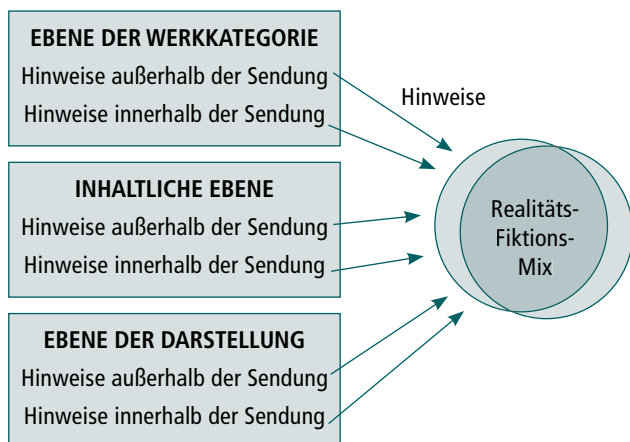 EBENE DER WERKKATEGORIE
Hinweise außerhalb der Sendung
Hinweise innerhalb der Sendung
Hinweise
INHALTLICHE EBENE
Hinweise außerhalb der Sendung
Hinweise innerhalb der Sendung
Realitäts-
Fiktions-
Mix
EBENE DER DARSTELLUNG
Hinweise außerhalb der Sendung
Hinweise innerhalb der Sendung